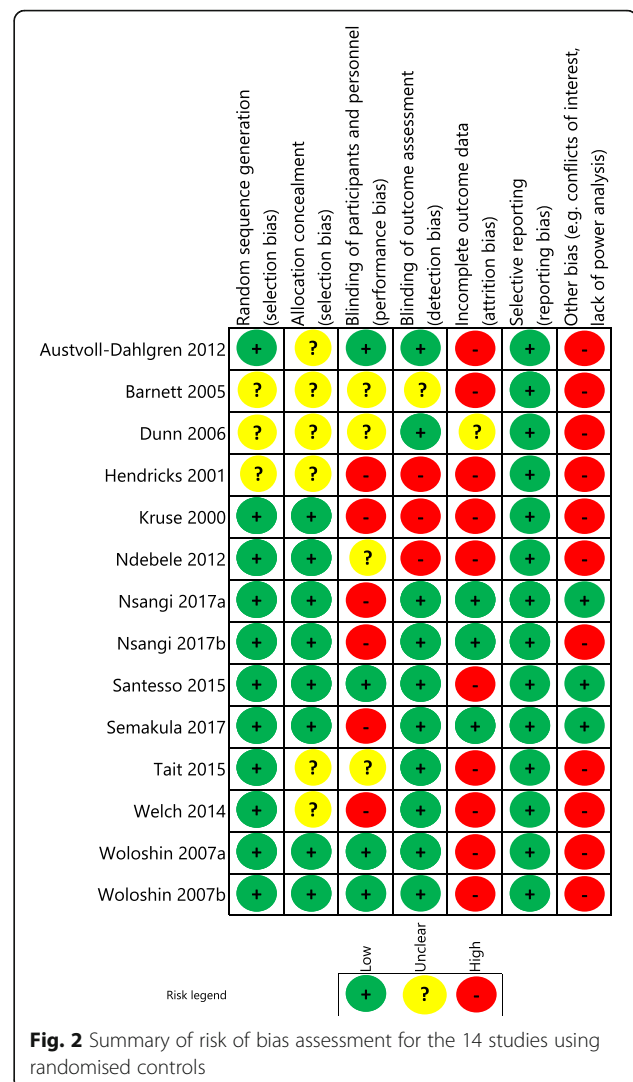 Random sequence generation
(selection bias)
Allocation concealment
(selection bias)
Blinding of participants and personnel
(performance bias)
Blinding of outcome assessment
(detection bias)
Incomplete outcome data
(attrition bias)
Selective reporting
(reporting bias)
Other bias (e.g. conflicts of interest,
lack of power analysis)
Austvoll-Dahlgren 2012 + ? + + - + -
Barnett 2005 ? ? ? ? - + -
Dunn 2006 ? ? ? + ? + -
Hendricks 2001 ? ? - - - + -
Kruse 2000 + + - - - + -
Ndebele 2012 + + ? - - + -
Nsangi 2017a + + - + + + +
Nsangi 2017b + + - + + + -
Santesso 2015 + + + + - + +
Semakula 2017 + + - + + + +
Tait 2015 + ? ? + - + -
Welch 2014 + ? - + - + -
Woloshin 2007a + + + + - + -
Woloshin 2007b + + + + - + -
Low
Unclear
High
Risk legend + ? -
Fig. 2 Summary of risk of bias assessment for the 14 studies using
randomised controls